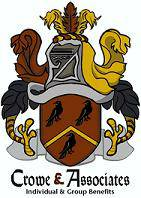 Crowe & Associates
Individual & Group Benefits